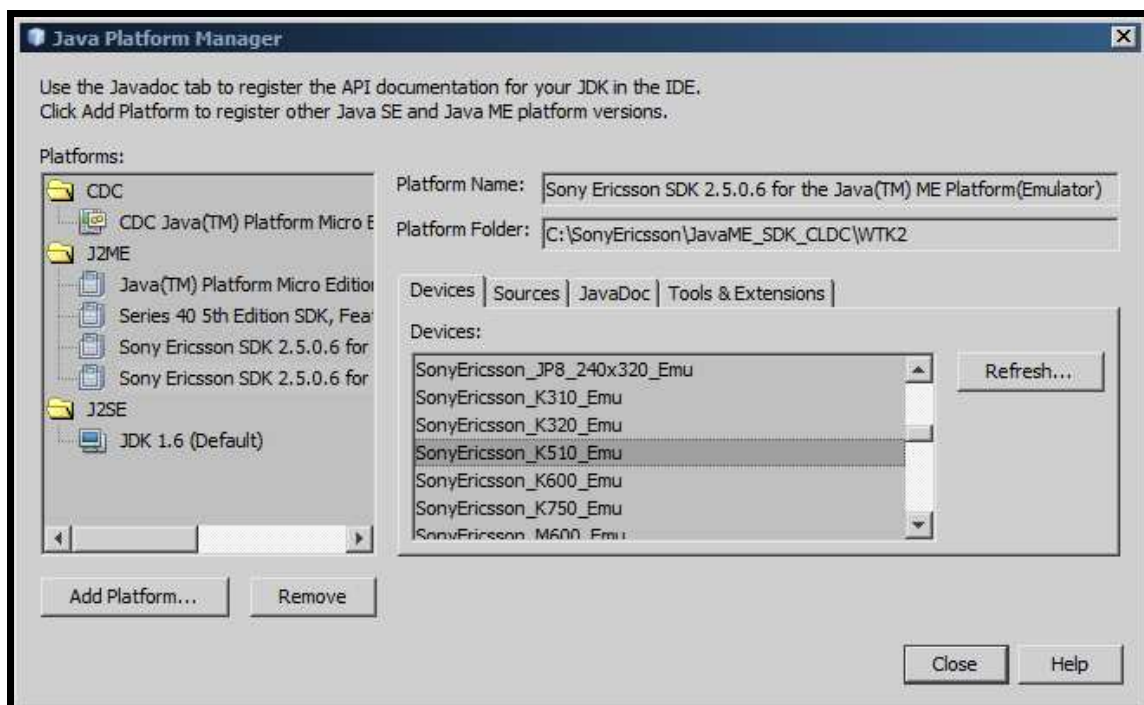 Java Platform Manager
Use the Javadoc tab to register the API documentation for your JDK in the IDE.
Click Add Platform to register other Java SE and Java ME platform versions.
Platforms:
CDC
CDC Java(TM) Platform Micro E
J2ME
Java(TM) Platform Micro Edition
Series 40 5th Edition SDK, Fea
Sony Ericsson SDK 2.5.0.6 for
Sony Ericsson SDK 2.5.0.6 for
J2SE
JDK 1.6 (Default)
Add Platform...
Remove
Platform Name: Sony Ericsson SDK 2.5.0.6 for the Java(TM) ME Platform(Emulator)
Platform Folder: C:\SonyEricsson\JavaME_SDK_CLDC\WTK2
Devices Sources JavaDoc Tools & Extensions
Devices:
SonyEricsson_JP8_240x320_Emu
SonyEricsson_K310_Emu
SonyEricsson_K320_Emu
SonyEricsson_K510_Emu
SonyEricsson_K600_Emu
SonyEricsson_K750_Emu
SonyEricsson_M600_Emu
Refresh...
Close
Help